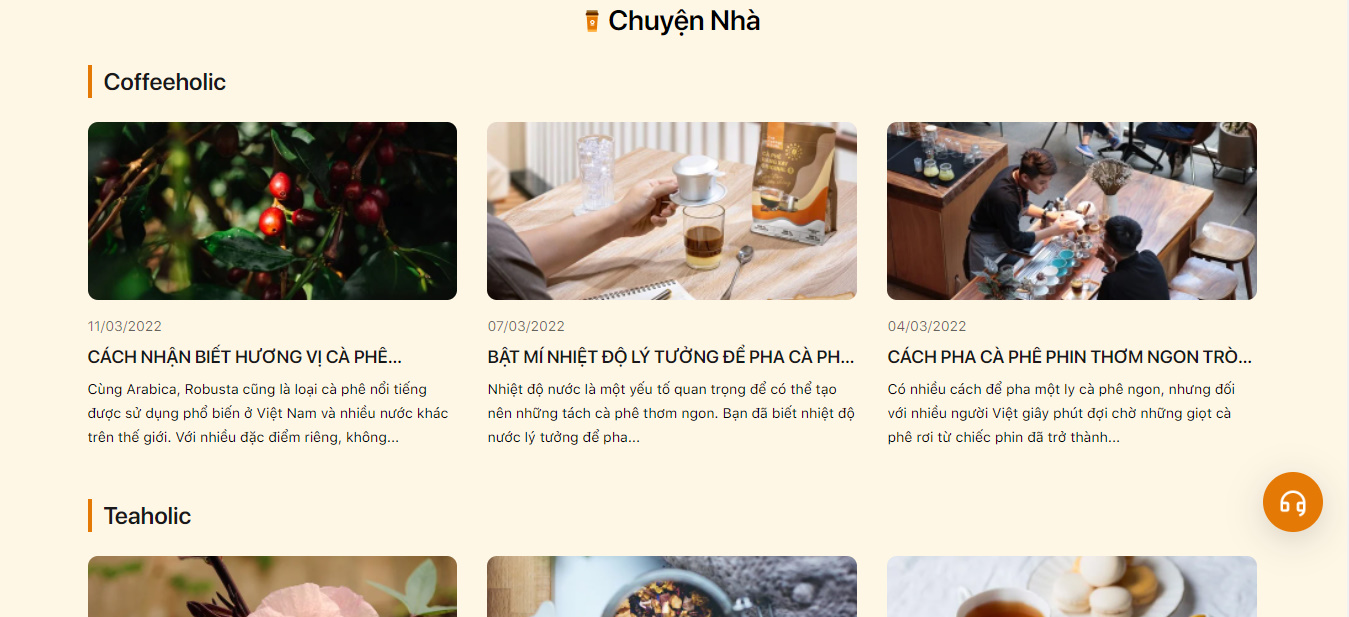 Chuyện Nhà
Coffeeholic
11/03/2022
CÁCH NHẬN BIẾT HƯƠNG VỊ CÀ PHÊ...
Cùng Arabica, Robusta cũng là loại cà phê nổi tiếng
được sử dụng phổ biến ở Việt Nam và nhiều nước khác
trên thế giới. Với nhiều đặc điểm riêng, không...
07/03/2022
BẬT MÍ NHIỆT ĐỘ LÝ TƯỞNG ĐỂ PHA CÀ PH...
Nhiệt độ nước là một yếu tố quan trọng để có thể tạo
nên những tách cà phê thơm ngon. Bạn đã biết nhiệt độ
nước lý tưởng để pha...
04/03/2022
CÁCH PHA CÀ PHÊ PHIN THƠM NGON TRÒ...
Có nhiều cách để pha một ly cà phê ngon, nhưng đối
với nhiều người Việt giây phút đợi chờ những giọt cà
phê rơi từ chiếc phin đã trở thành...
Teaholic